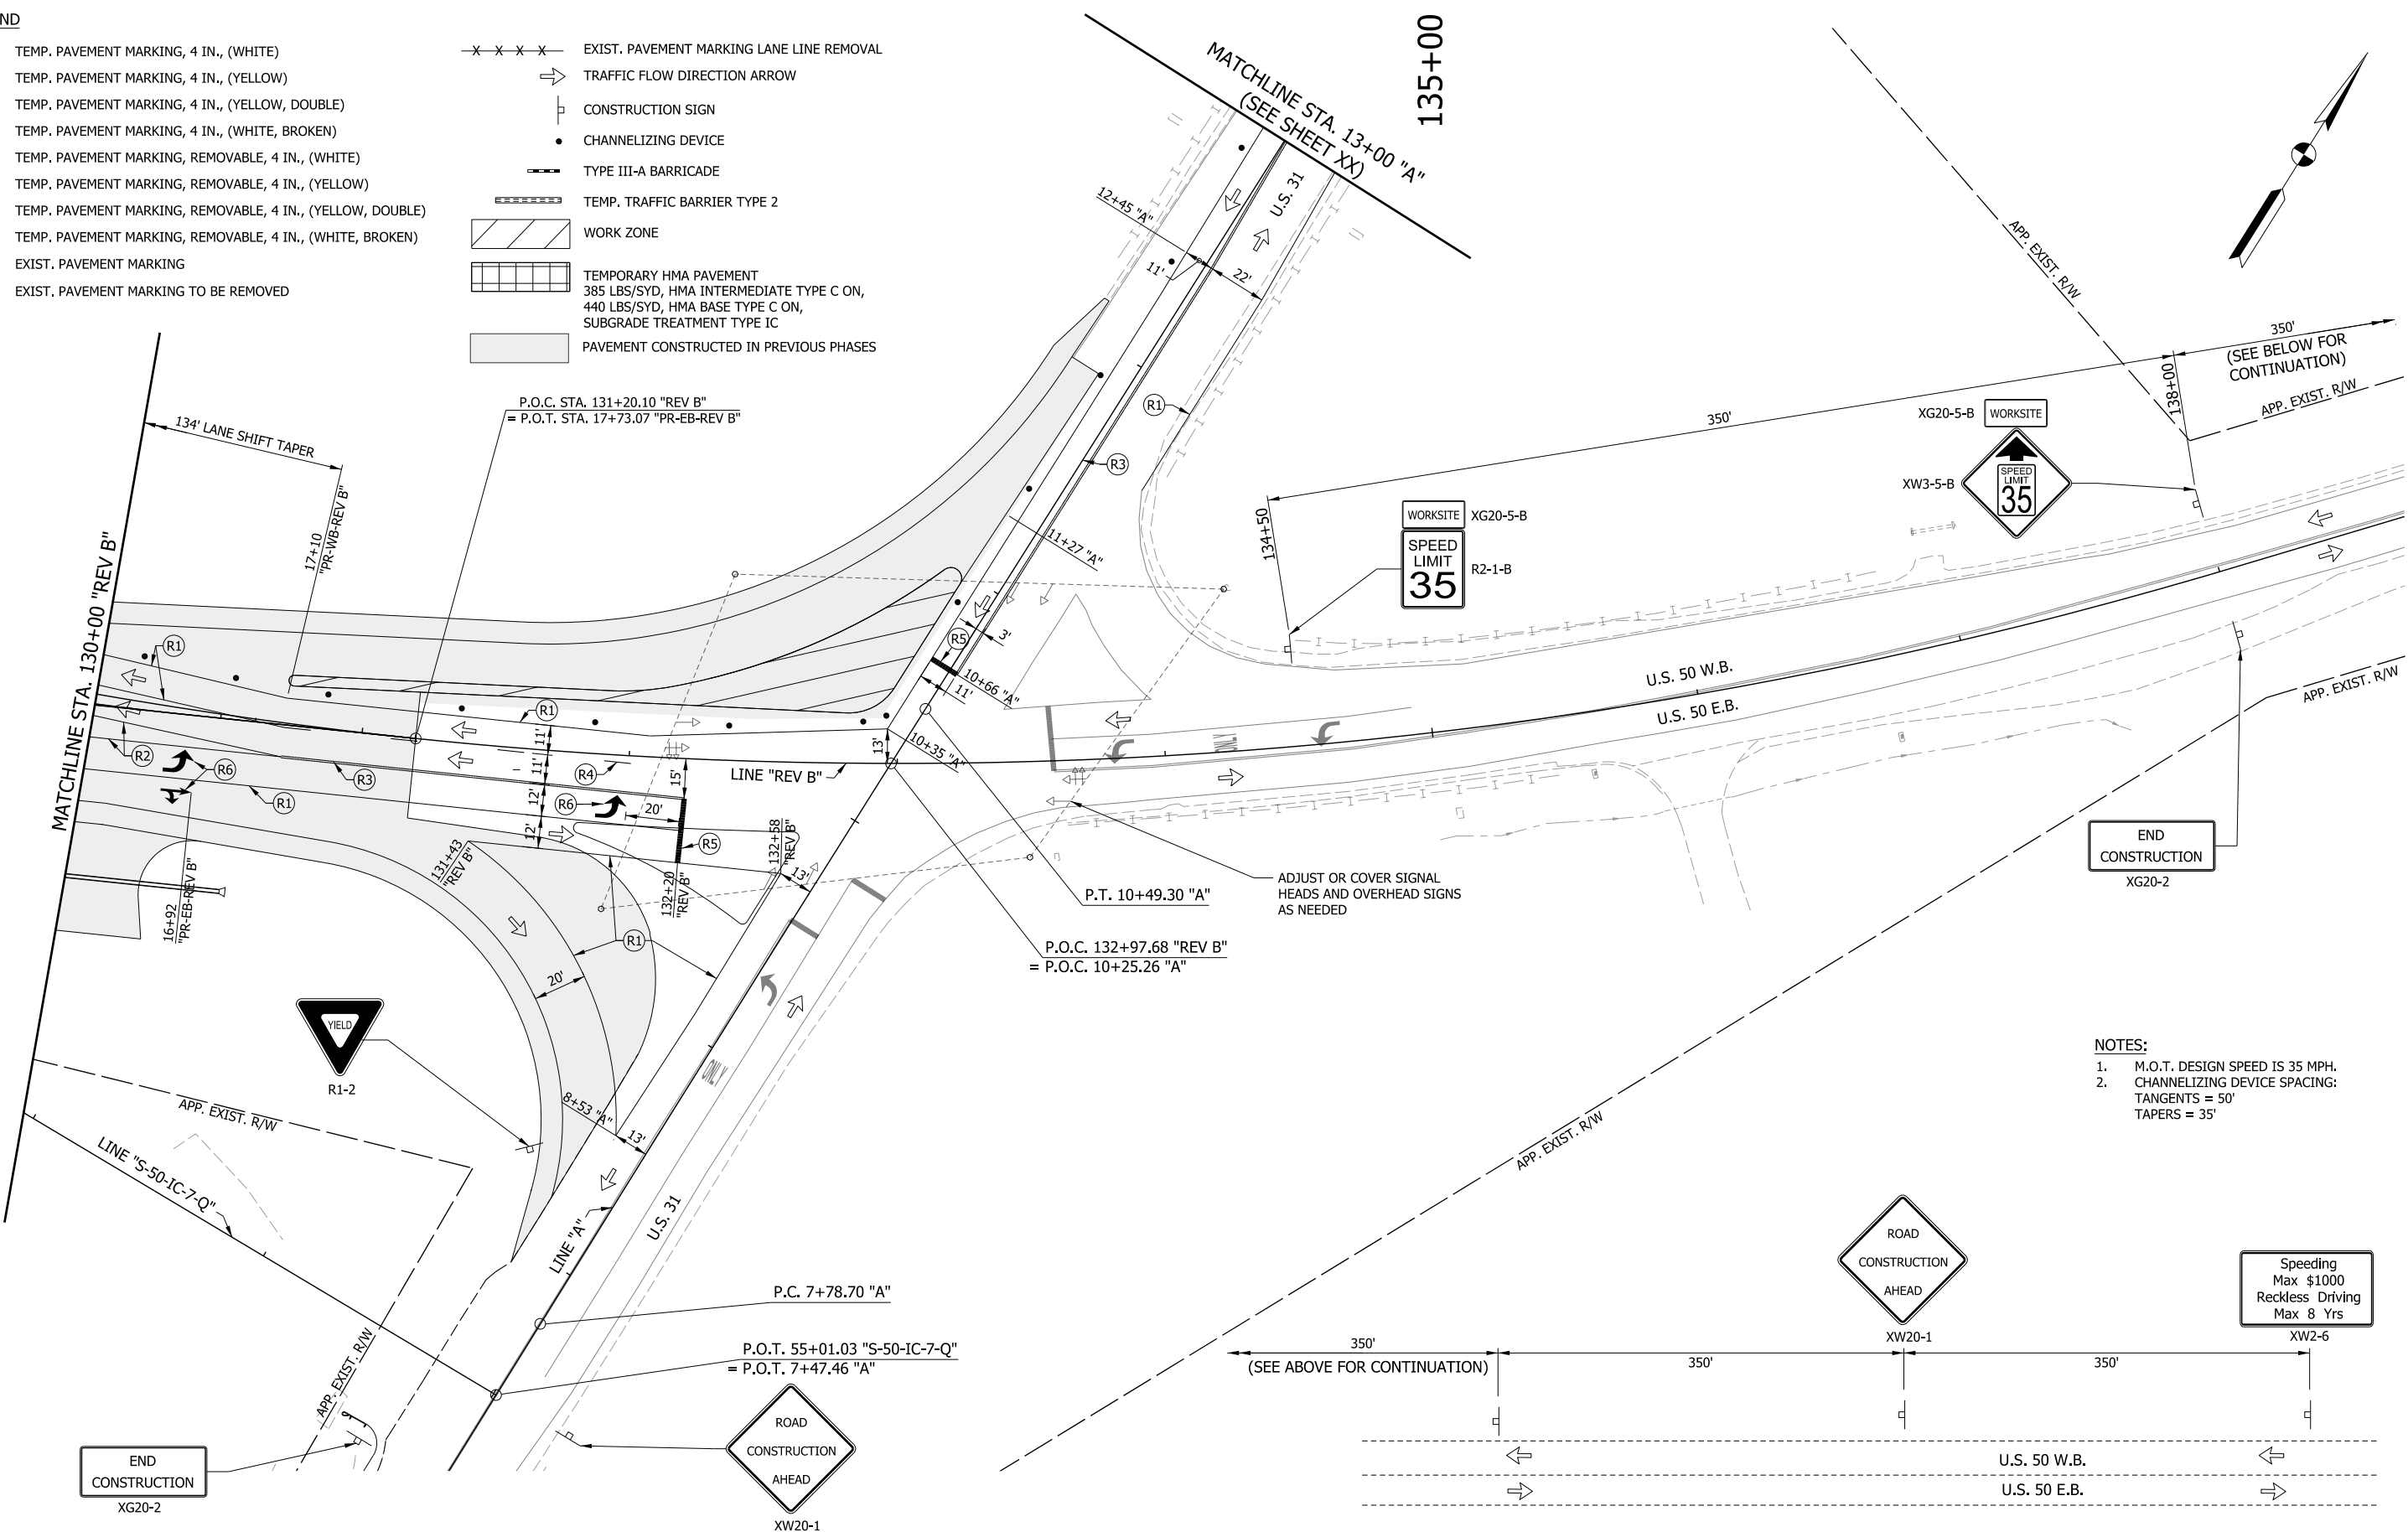 ND
TEMP. PAVEMENT MARKING, 4 IN., (WHITE)
TEMP. PAVEMENT MARKING, 4 IN., (YELLOW)
TEMP. PAVEMENT MARKING, 4 IN., (YELLOW, DOUBLE)
TEMP. PAVEMENT MARKING, 4 IN., (WHITE, BROKEN)
TEMP. PAVEMENT MARKING, REMOVABLE, 4 IN., (WHITE)
TEMP. PAVEMENT MARKING, REMOVABLE, 4 IN., (YELLOW)
TEMP. PAVEMENT MARKING, REMOVABLE, 4 IN., (YELLOW, DOUBLE)
TEMP. PAVEMENT MARKING, REMOVABLE, 4 IN., (WHITE, BROKEN)
EXIST. PAVEMENT MARKING
EXIST. PAVEMENT MARKING TO BE REMOVED
X X X X EXIST. PAVEMENT MARKING LANE LINE REMOVAL
TRAFFIC FLOW DIRECTION ARROW
CONSTRUCTION SIGN
CHANNELIZING DEVICE
TYPE III-A BARRICADE
TEMP. TRAFFIC BARRIER TYPE 2
WORK ZONE
TEMPORARY HMA PAVEMENT
385 LBS/SYD, HMA INTERMEDIATE TYPE C ON,
440 LBS/SYD, HMA BASE TYPE C ON,
SUBGRADE TREATMENT TYPE IC
PAVEMENT CONSTRUCTED IN PREVIOUS PHASES
135+00
MATCHLINE STA. 13+00 "A"
(SEE SHEET XX)
12+45 "A"
11'
22'
U.S. 31
R1
R3
11+27 "A"
APP. EXIST. R/W
350'
(SEE BELOW FOR
CONTINUATION)
138+00
APP. EXIST. R/W
350'
134+50
XG20-5-B
WORKSITE
XW3-5-B
SPEED
LIMIT
35
WORKSITE
XG20-5-B
SPEED
LIMIT
35
R2-1-B
P.O.C. STA. 131+20.10 "REV B"
= P.O.T. STA. 17+73.07 "PR-EB-REV B"
134' LANE SHIFT TAPER
17+10
"PR-WB-REV B"
MATCHLINE STA. 130+00 "REV B"
R1
R2
R6
R3
R1
R1
11'
11'
12'
12'
R4
R6
20'
15'
R5
LINE "REV B"
13'
10+35 "A"
R5
3'
10+66 "A"
11'
132+58
"REV B"
132+20
"REV B"
13'
131+43
"REV B"
16+92
"PR-EB-REV B"
R1
20'
U.S. 50 W.B.
U.S. 50 E.B.
ONLY
APP. EXIST. R/W
END
CONSTRUCTION
XG20-2
ADJUST OR COVER SIGNAL
HEADS AND OVERHEAD SIGNS
AS NEEDED
P.T. 10+49.30 "A"
P.O.C. 132+97.68 "REV B"
= P.O.C. 10+25.26 "A"
YIELD
R1-2
ONLY
8+53 "A"
13'
APP. EXIST. R/W
LINE "S-50-IC-7-Q"
LINE "A"
U.S. 31
APP. EXIST. R/W
NOTES:
1. M.O.T. DESIGN SPEED IS 35 MPH.
2. CHANNELIZING DEVICE SPACING:
TANGENTS = 50'
TAPERS = 35'
P.C. 7+78.70 "A"
P.O.T. 55+01.03 "S-50-IC-7-Q"
= P.O.T. 7+47.46 "A"
APP. EXIST. R/W
END
CONSTRUCTION
XG20-2
ROAD
CONSTRUCTION
AHEAD
XW20-1
ROAD
CONSTRUCTION
AHEAD
XW20-1
Speeding
Max $1000
Reckless Driving
Max 8 Yrs
XW2-6
350'
(SEE ABOVE FOR CONTINUATION)
350'
350'
U.S. 50 W.B.
U.S. 50 E.B.